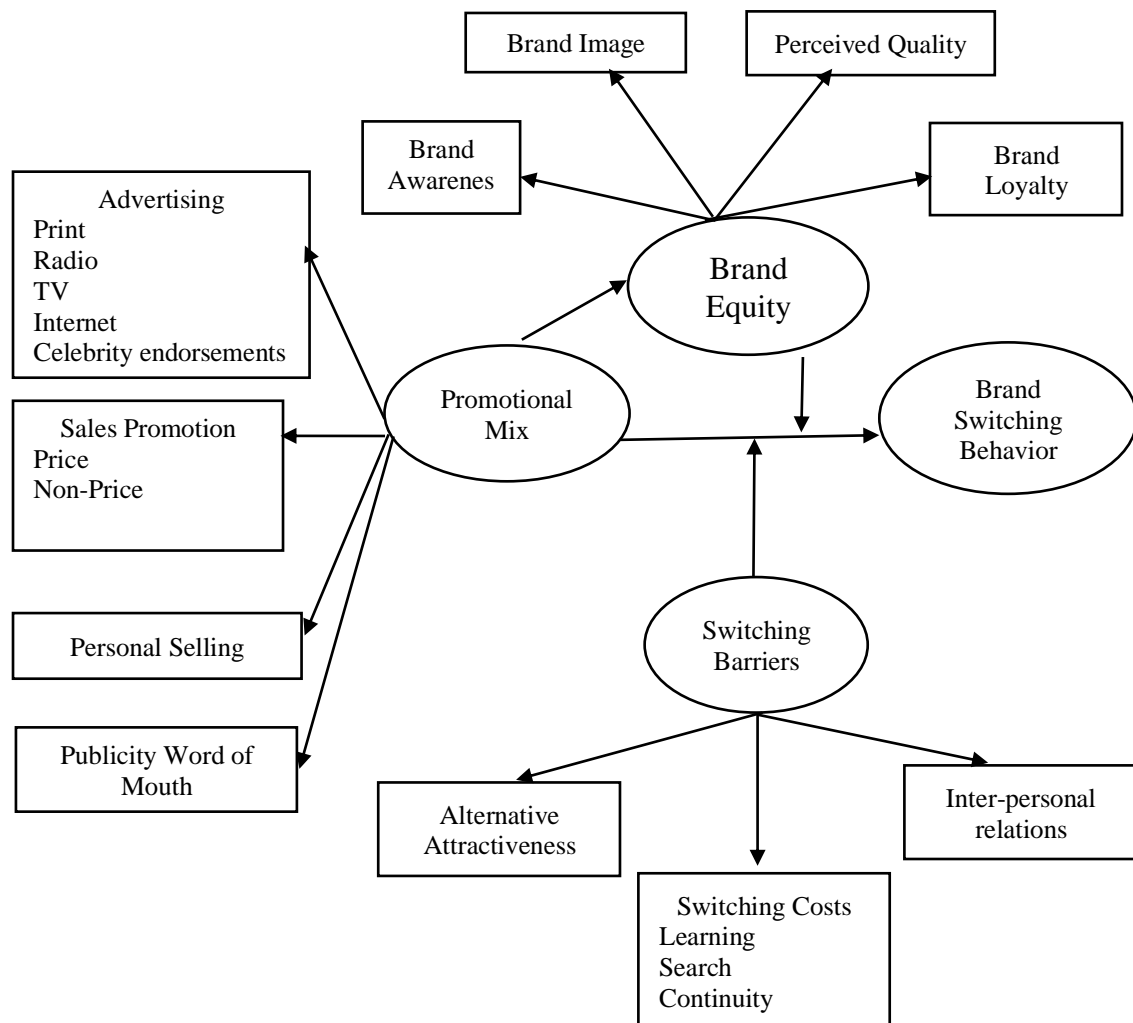 Brand Image
Perceived Quality
Brand
Awarenes
Brand
Loyalty
Advertising
Print
Radio
TV
Internet
Celebrity endorsements
Brand
Equity
Promotional
Mix
Brand
Switching
Behavior
Sales Promotion
Price
Non-Price
Personal Selling
Switching
Barriers
Publicity Word of
Mouth
Alternative
Attractiveness
Inter-personal
relations
Switching Costs
Learning
Search
Continuity